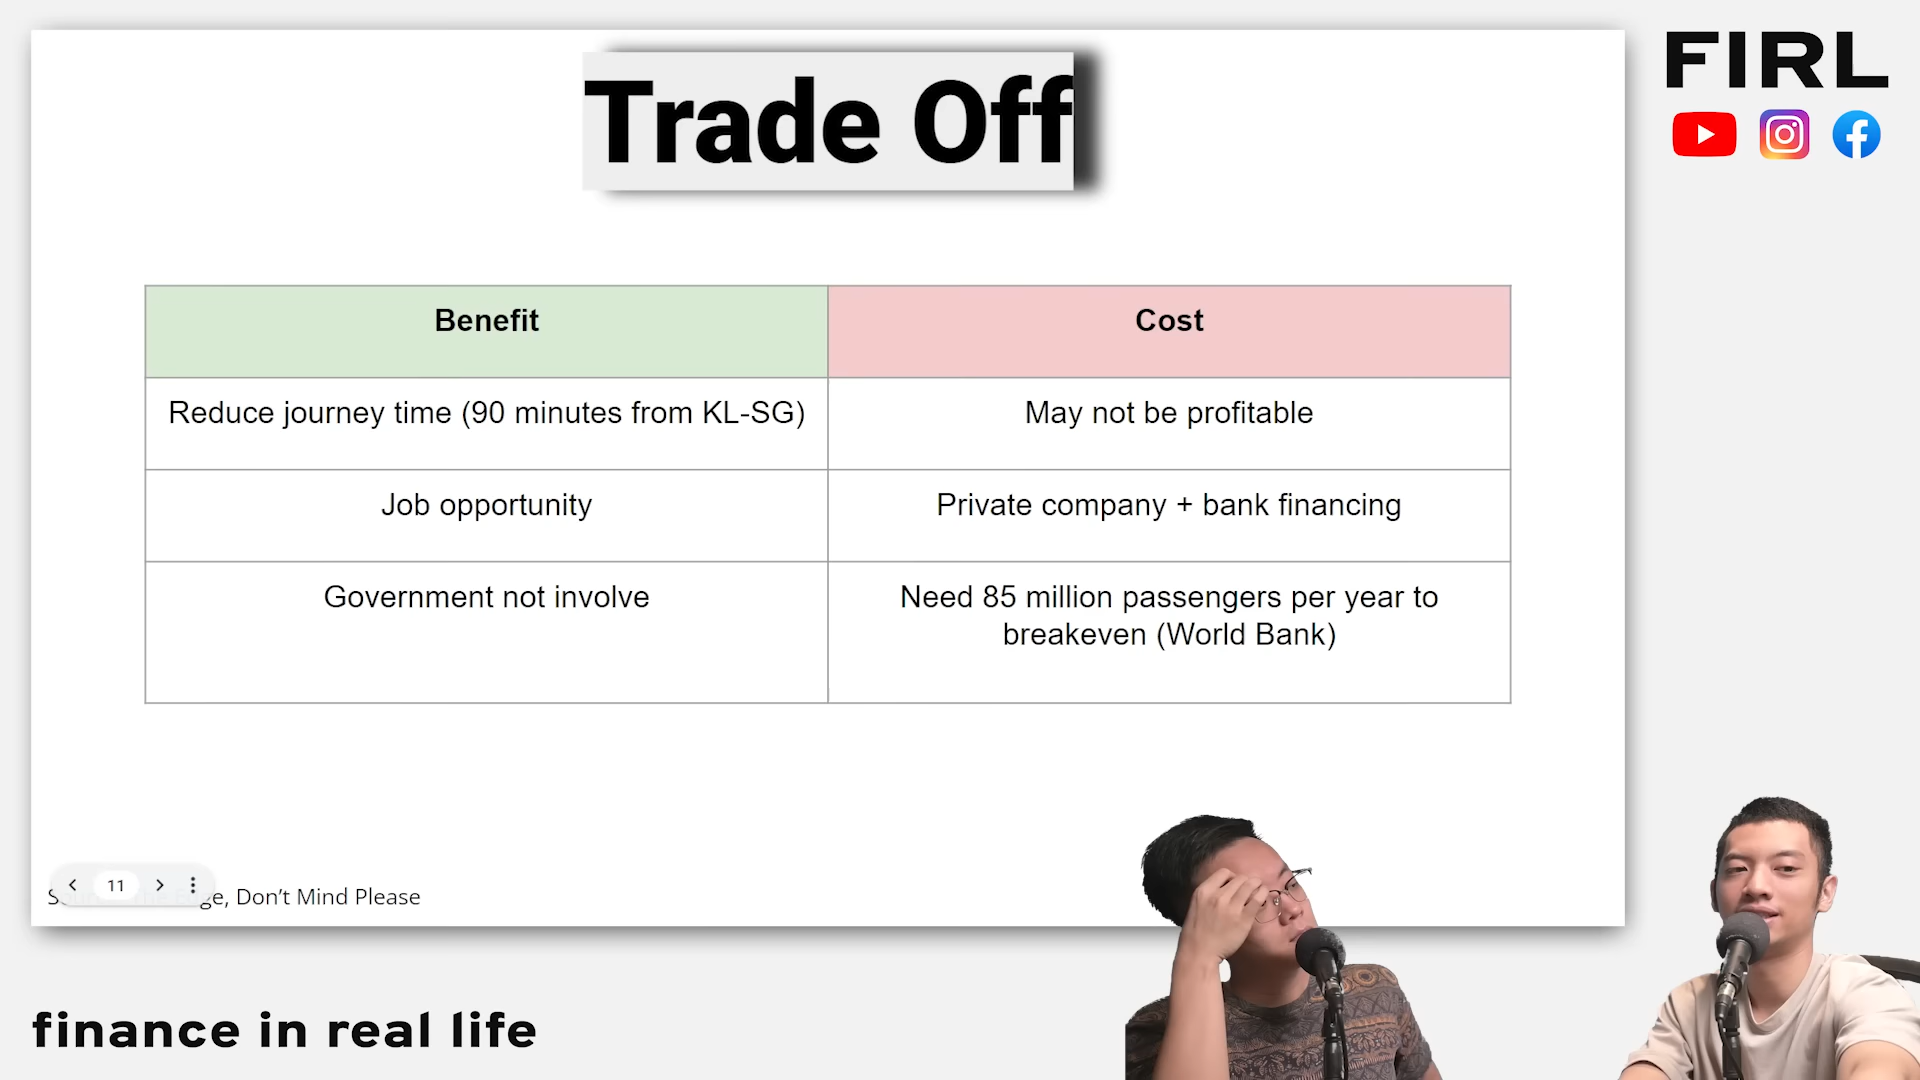 FIRL
Trade Off
Benefit
Cost
Reduce journey time (90 minutes from KL-SG)
May not be profitable
Job opportunity
Private company + bank financing
Government not involve
Need 85 million passengers per year to
breakeven (World Bank)
11
Don't Mind Please
finance in real life